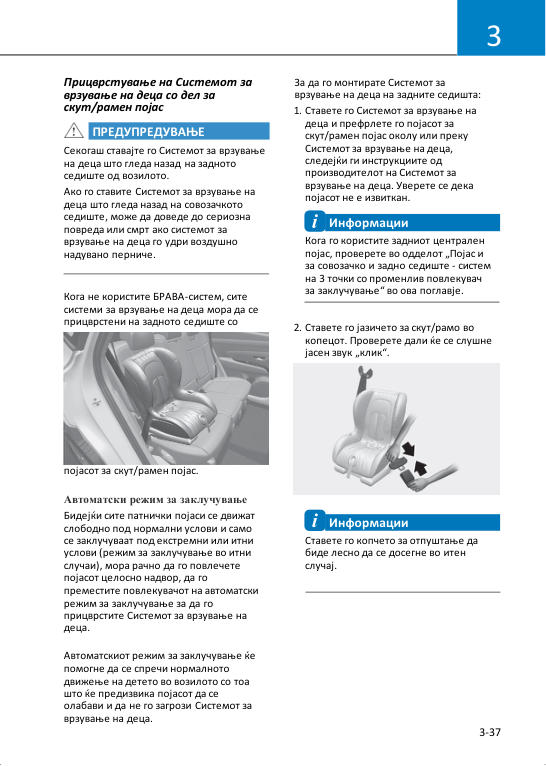 3
Прицврстување на Системот за
врзување на деца со дел за
скут/рамен појас
ПРЕДУПРЕДУВАЊЕ
Секогаш ставајте го Системот за врзување
на деца што гледа назад на задното
седиште од возилото.
Ако го ставите Системот за врзување на
деца што гледа назад на совозачкото
седиште, може да доведе до сериозна
повреда или смрт ако системот за
врзување на деца го удри воздушно
надувано перниче.
Кога не користите БРАВА-систем, сите
системи за врзување на деца мора да се
прицврстени на задното седиште со
појасот за скут/рамен појас.
Автоматски режим за заклучување
Бидејќи сите патнички појаси се движат
слободно под нормални услови и само
се заклучуваат под екстремни или итни
услови (режим за заклучување во итни
случаи), мора рачно да го повлечете
појасот целосно надвор, да го
преместите повлекувачот на автоматски
режим за заклучување за да го
прицврстите Системот за врзување на
деца.
Автоматскиот режим за заклучување ќе
помогне да се спречи нормалното
движење на детето во возилото со тоа
што ќе предизвика појасот да се
олабави и да не го загрози Системот за
врзување на деца.
За да го монтирате Системот за
врзување на деца на задните седишта:
1. Ставете го Системот за врзување на
деца и префрлете го појасот за
скут/рамен појас околу или преку
Системот за врзување на деца,
следејќи ги инструкциите од
производителот на Системот за
врзување на деца. Уверете се дека
појасот не е извиткан.
i Информации
Кога го користите задниот централен
појас, проверете во одделот „Појас и
за совозачко и задно седиште - систем
на 3 точки со променлив повлекувач
за заклучување“ во ова поглавје.
2. Ставете го јазичето за скут/рамо во
копецот. Проверете дали ќе се слушне
јасен звук „клик“.
i Информации
Ставете го копчето за отпуштање да
биде лесно да се досегне во итен
случај.
3-37